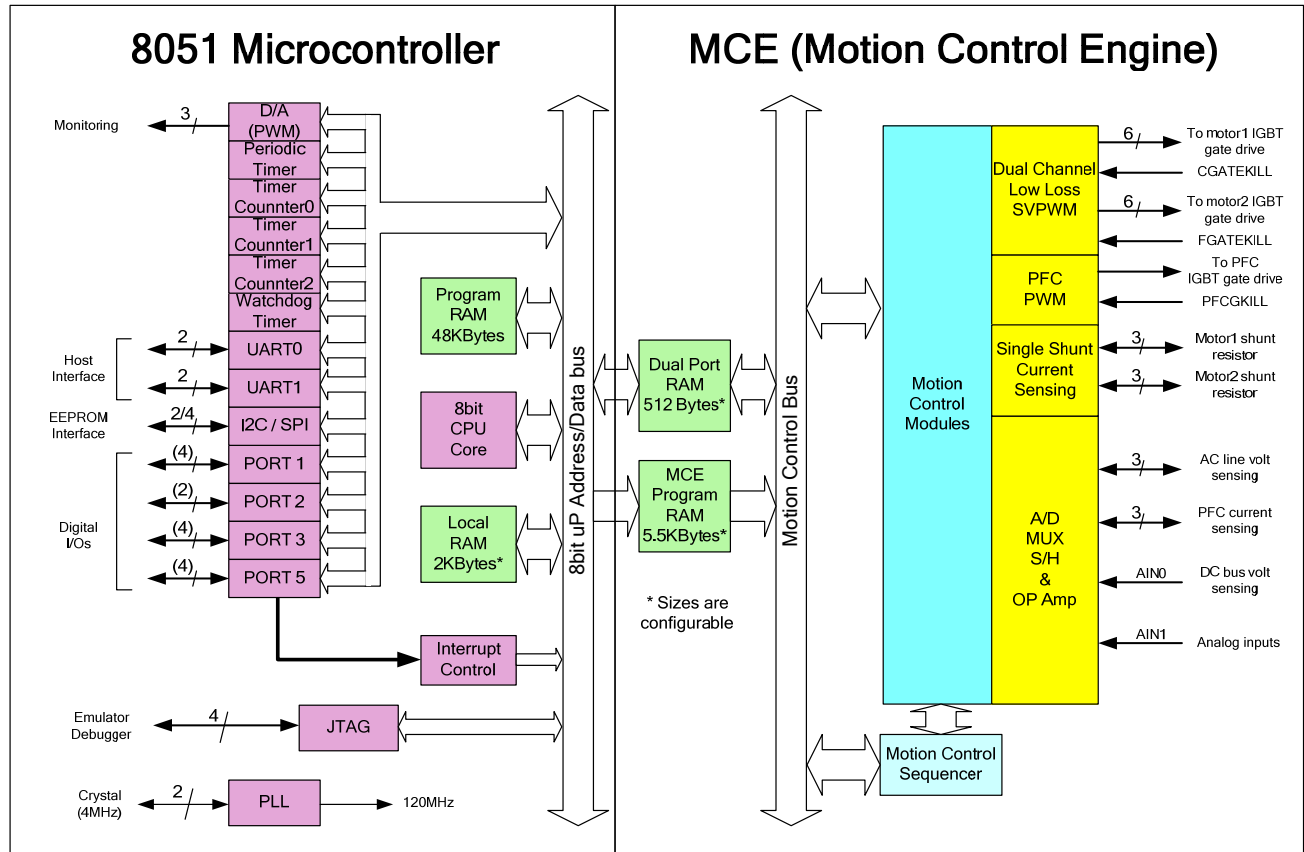 8051 Microcontroller
MCE (Motion Control Engine)
Monitoring
3
D/A
(PWM)
Periodic
Timer
Timer
Counnter0
Timer
Counnter1
Timer
Counnter2
Watchdog
Timer
Host
Interface
2
UART0
2
UART1
EEPROM
Interface
2/4
I2C / SPI
Digital
I/Os
(4)
PORT 1
(2)
PORT 2
(4)
PORT 3
(4)
PORT 5
Program
RAM
48KBytes
8bit
CPU
Core
Local
RAM
2KBytes*
Interrupt
Control
Emulator
Debugger
4
JTAG
Crystal
(4MHz)
2
PLL
120MHz
8bit uP Address/Data bus
Dual Port
RAM
512 Bytes*
MCE
Program
RAM
5.5KBytes*
* Sizes are
configurable
Motion Control Bus
Motion
Control
Modules
Motion Control
Sequencer
Dual Channel
Low Loss
SVPWM
PFC
PWM
Single Shunt
Current
Sensing
A/D
MUX
S/H
&
OP Amp
6
To motor1 IGBT
gate drive
CGATEKILL
6
To motor2 IGBT
gate drive
FGATEKILL
To PFC
IGBT gate drive
PFCGKILL
3
Motor1 shunt
resistor
3
Motor2 shunt
resistor
3
AC line volt
sensing
3
PFC current
sensing
AIN0
DC bus volt
sensing
AIN1
Analog inputs